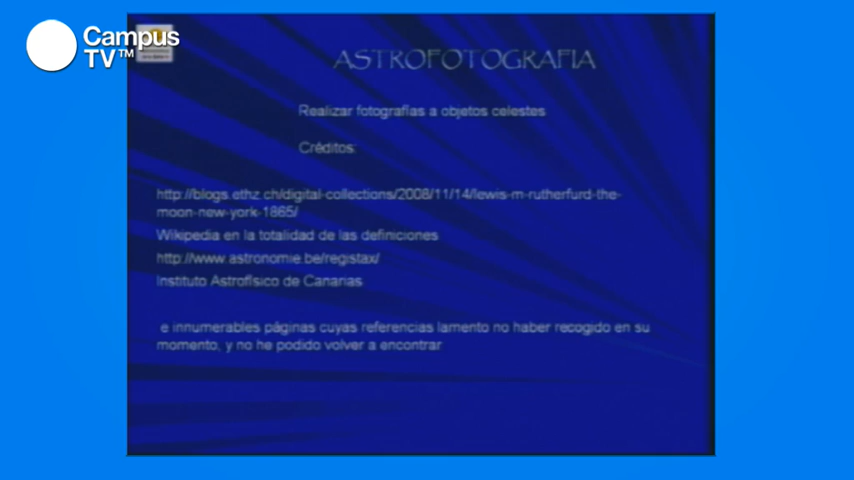 Campus
TV™
ASTROFOTOGRAFIA
Realizar fotografías a objetos celestes
Créditos:
http://blogs.ethz.ch/digital-collections/2008/11/14/lewis-m-rutherfurd-the-
moon-new-york-1865/
Wikipedia en la totalidad de las definiciones
http://www.astronomie.be/registax/
Instituto Astrofísico de Canarias
e innumerables páginas cuyas referencias lamento no haber recogido en su
momento, y no he podido volver a encontrar